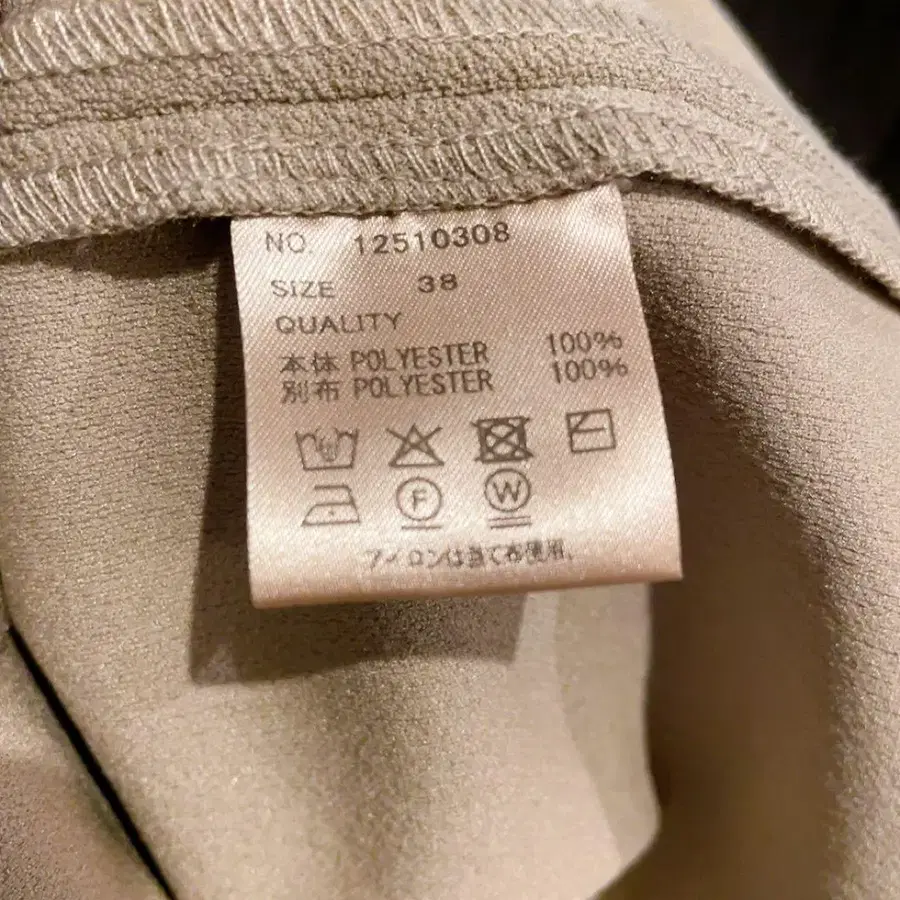 NO. 12510308
SIZE 38
QUALITY
本体 POLYESTER 100%
別布 POLYESTER 100%
F W
アイロンは当て布使用。